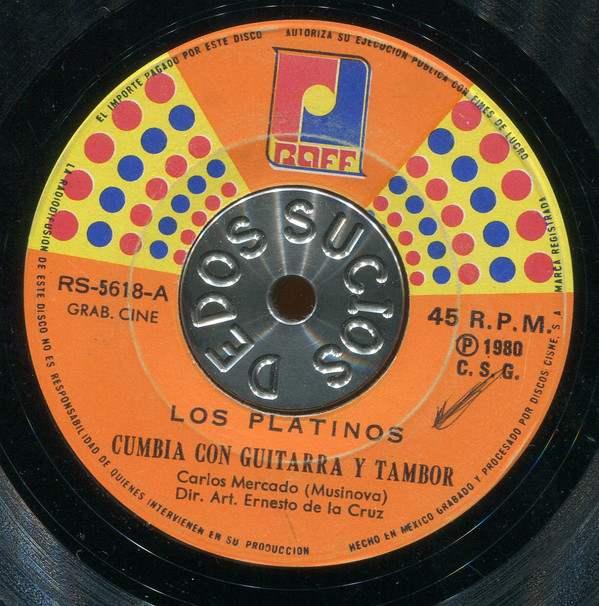 EL IMPORTE PAGADO POR ESTE DISCO AUTORIZA SU EJECUCION PUBLICA CON FINES DE LUCRO
RAFF
LA RADIODIFUSION DE ESTE DISCO NO ES RESPONSABILIDAD DE QUIENES INTERVIENEN EN SU PRODUCCION
RS-5618-A
GRAB. CINE
DEDOS SUCIOS
45 R.P.M.
Ⓟ 1980
C. S. G.
LOS PLATINOS
CUMBIA CON GUITARRA Y TAMBOR
Carlos Mercado (Musinova)
Dir. Art. Ernesto de la Cruz
HECHO EN MEXICO GRABADO Y PROCESADO POR DISCOS CISNE, S. A. MARCA REGISTRADA